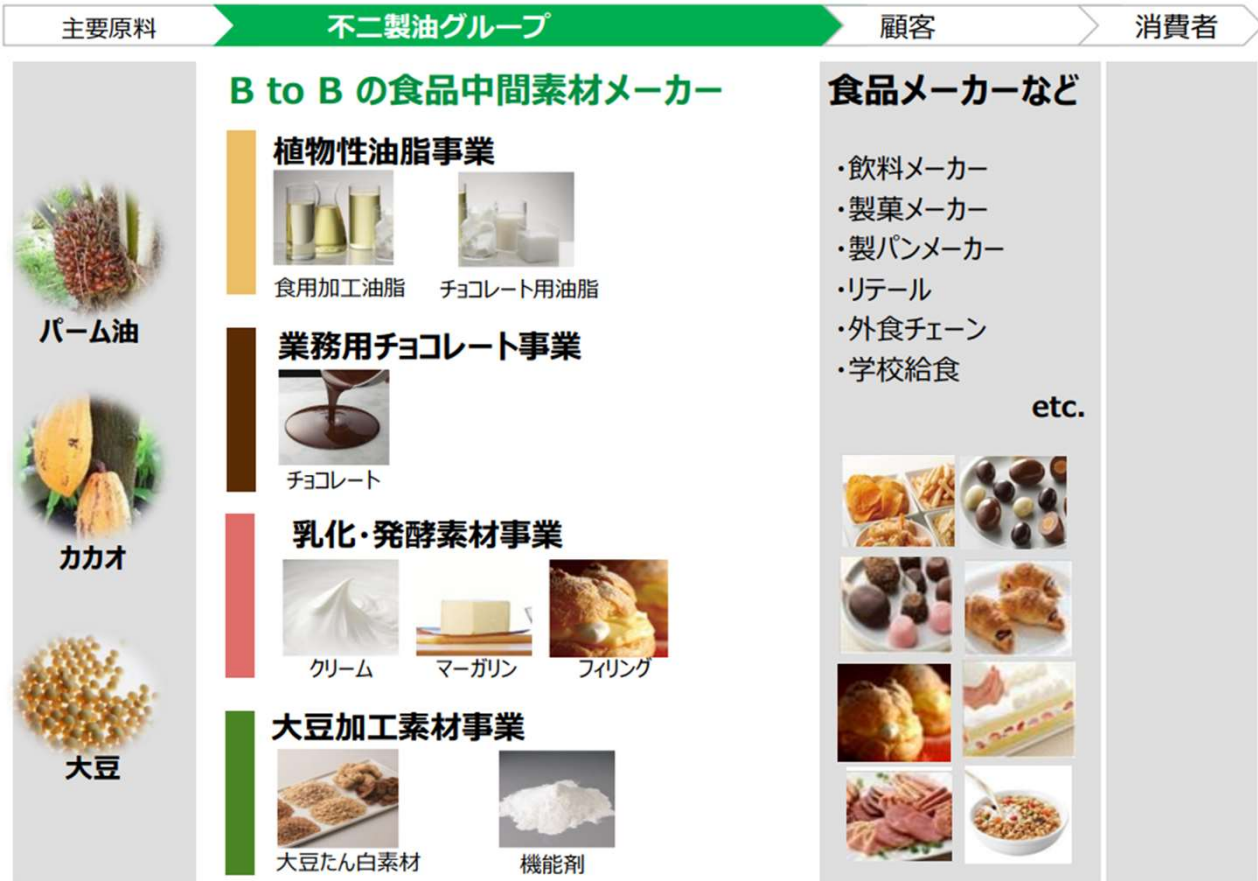 主要原料
不二製油グループ
顧客
消費者
パーム油
カカオ
大豆
B to B の食品中間素材メーカー
植物性油脂事業
食用加工油脂
チョコレート用油脂
業務用チョコレート事業
チョコレート
乳化・発酵素材事業
クリーム
マーガリン
フィリング
大豆加工素材事業
大豆たん白素材
機能剤
食品メーカーなど
・飲料メーカー
・製菓メーカー
・製パンメーカー
・リテール
・外食チェーン
・学校給食
etc.